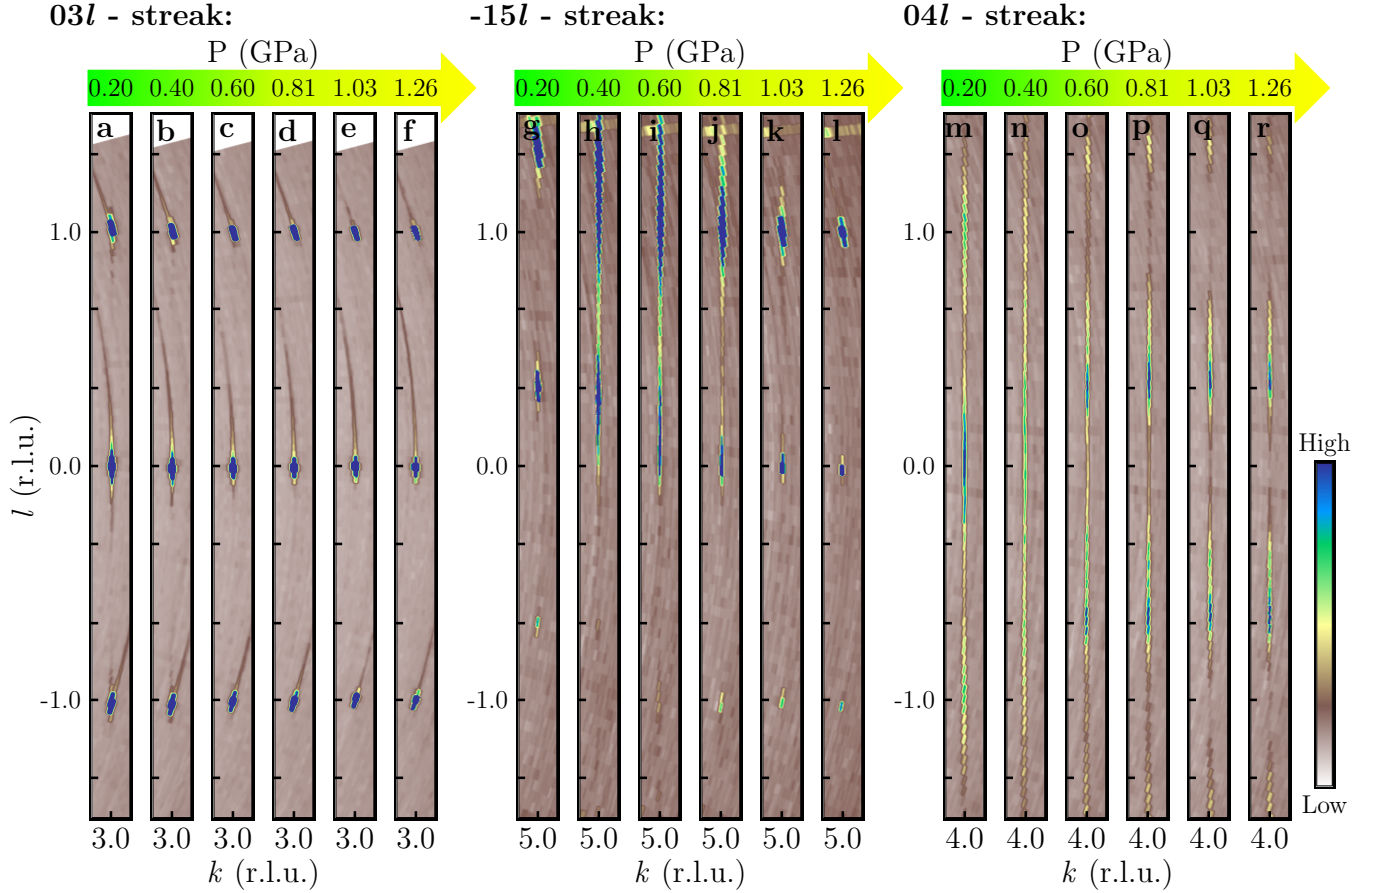 03l - streak: -15l - streak: 04l - streak:
P (GPa) P (GPa) P (GPa)
0.20 0.40 0.60 0.81 1.03 1.26 0.20 0.40 0.60 0.81 1.03 1.26 0.20 0.40 0.60 0.81 1.03 1.26
a b c d e f g h i j k l m n o p q r
1.0 1.0 1.0
0.0 0.0 0.0
-1.0 -1.0 -1.0
l (r.l.u.)
High
Low
3.0 3.0 3.0 3.0 3.0 3.0 5.0 5.0 5.0 5.0 5.0 5.0 4.0 4.0 4.0 4.0 4.0 4.0
k (r.l.u.) k (r.l.u.) k (r.l.u.)